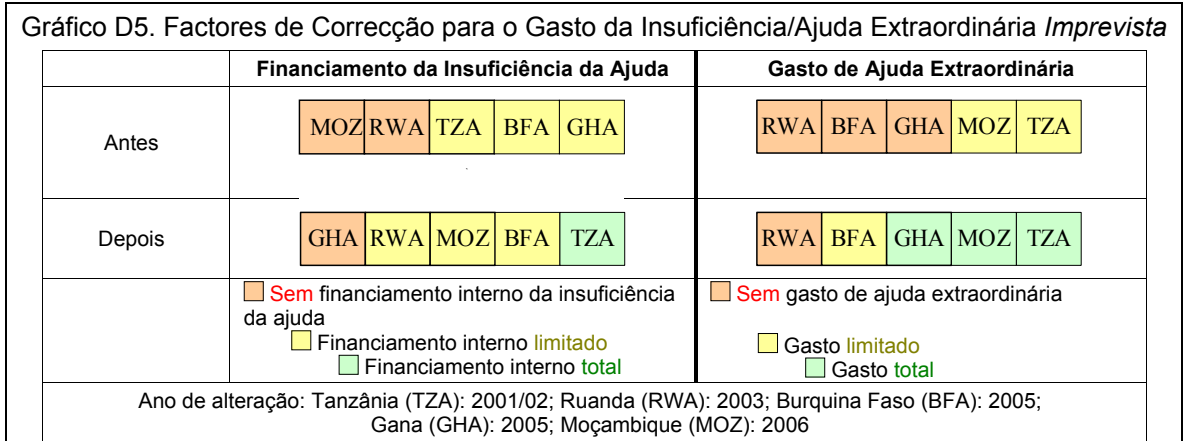 Gráfico D5. Factores de Correcção para o Gasto da Insuficiência/Ajuda Extraordinária Imprevista
Financiamento da Insuficiência da Ajuda
Gasto de Ajuda Extraordinária
Antes
MOZ RWA TZA BFA GHA
RWA BFA GHA MOZ TZA
Depois
GHA RWA MOZ BFA TZA
RWA BFA GHA MOZ TZA
Sem financiamento interno da insuficiência
da ajuda
Financiamento interno limitado
Financiamento interno total
Sem gasto de ajuda extraordinária
Gasto limitado
Gasto total
Ano de alteração: Tanzânia (TZA): 2001/02; Ruanda (RWA): 2003; Burquina Faso (BFA): 2005;
Gana (GHA): 2005; Moçambique (MOZ): 2006